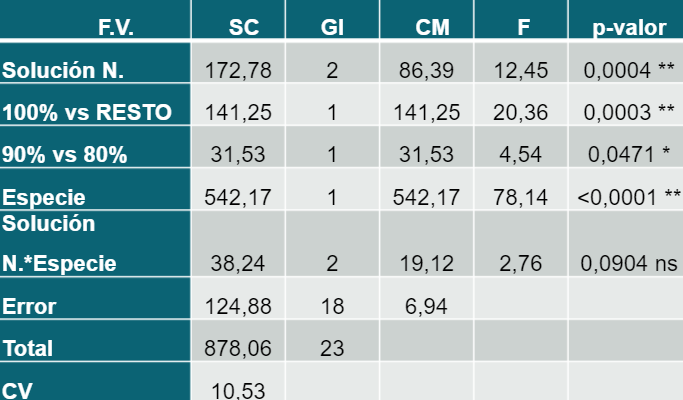 F.V. SC Gl CM F p-valor
Solución N. 172,78 2 86,39 12,45 0,0004 **
100% vs RESTO 141,25 1 141,25 20,36 0,0003 **
90% vs 80% 31,53 1 31,53 4,54 0,0471 *
Especie 542,17 1 542,17 78,14 <0,0001 **
Solución
N.*Especie 38,24 2 19,12 2,76 0,0904 ns
Error 124,88 18 6,94
Total 878,06 23
CV 10,53